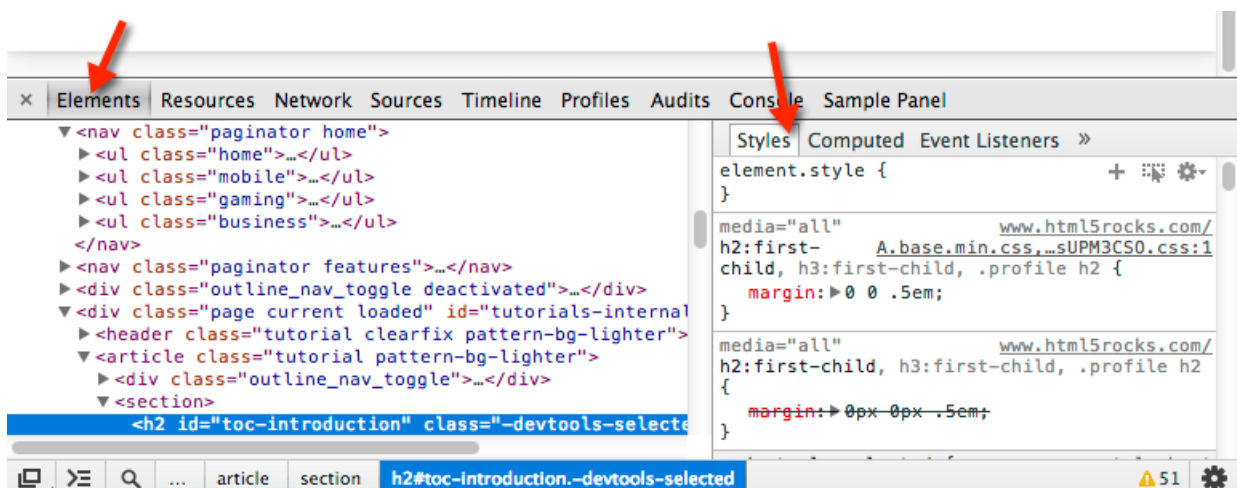 × Elements Resources Network Sources Timeline Profiles Audits Console Sample Panel
▼<nav class="paginator home">
▶<ul class="home">…</ul>
▶<ul class="mobile">…</ul>
▶<ul class="gaming">…</ul>
▶<ul class="business">…</ul>
</nav>
▶<nav class="paginator features">…</nav>
▶<div class="outline_nav_toggle deactivated">…</div>
▼<div class="page current loaded" id="tutorials-internal
▶<header class="tutorial clearfix pattern-bg-lighter">
▼<article class="tutorial pattern-bg-lighter">
▶<div class="outline_nav_toggle">…</div>
▼<section>
<h2 id="toc-introduction" class="-devtools-selecte
Styles Computed Event Listeners »
element.style {
}
media="all" www.html5rocks.com/
h2:first- A.base.min.css,…sUPM3CSO.css:1
child, h3:first-child, .profile h2 {
margin:▶0 0 .5em;
}
media="all" www.html5rocks.com/
h2:first-child, h3:first-child, .profile h2
{
margin:▶0px 0px .5em;
}
… article section h2#toc-introduction.-devtools-selected 51